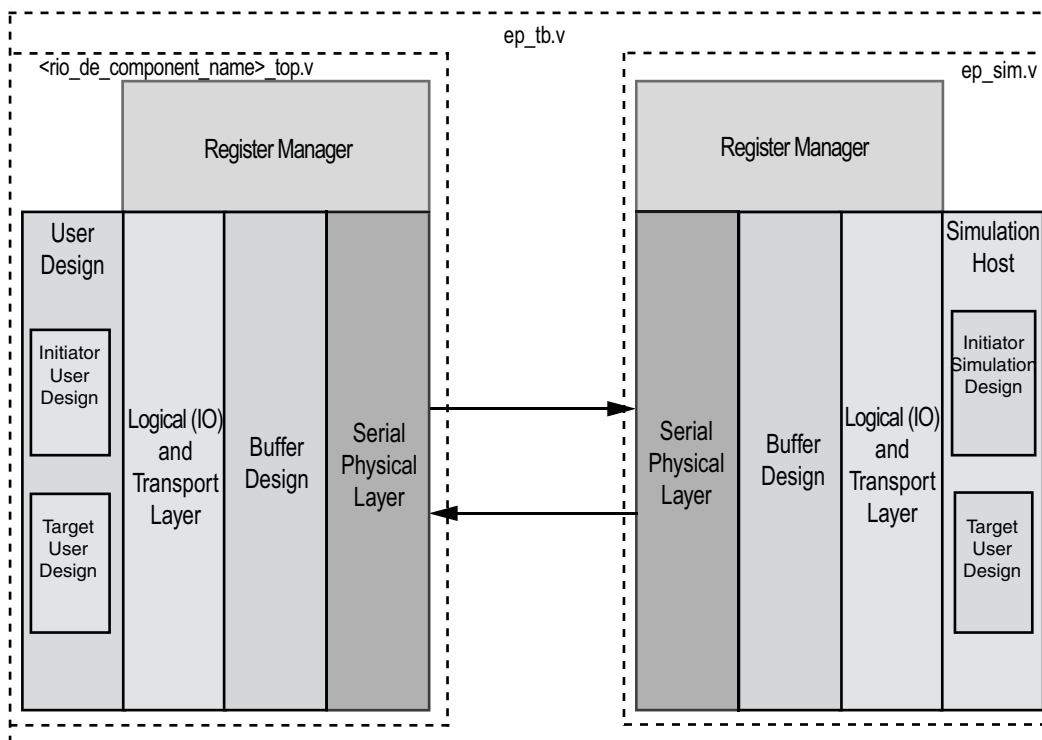 ep_tb.v
<rio_de_component_name>_top.v
ep_sim.v
Register Manager
Register Manager
User
Design
Initiator
User
Design
Target
User
Design
Logical (IO)
and
Transport
Layer
Buffer
Design
Serial
Physical
Layer
Serial
Physical
Layer
Buffer
Design
Logical (IO)
and
Transport
Layer
Simulation
Host
Initiator
Simulation
Design
Target
User
Design